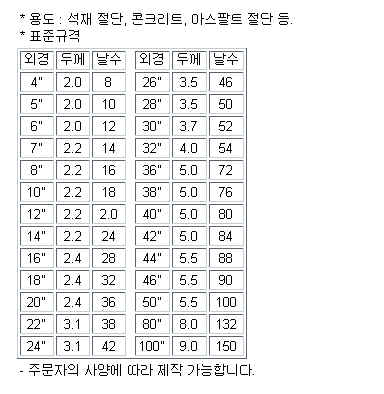 * 용도 : 석재 절단, 콘크리트, 아스팔트 절단 등.
* 표준규격
외경 두께 날수 외경 두께 날수
4" 2.0 8 26" 3.5 46
5" 2.0 10 28" 3.5 50
6" 2.0 12 30" 3.7 52
7" 2.2 14 32" 4.0 54
8" 2.2 16 36" 5.0 72
10" 2.2 18 38" 5.0 76
12" 2.2 2.0 40" 5.0 80
14" 2.2 24 42" 5.0 84
16" 2.4 28 44" 5.5 88
18" 2.4 32 46" 5.5 90
20" 2.4 36 50" 5.5 100
22" 3.1 38 80" 8.0 132
24" 3.1 42 100" 9.0 150
- 주문자의 사양에 따라 제작 가능합니다.